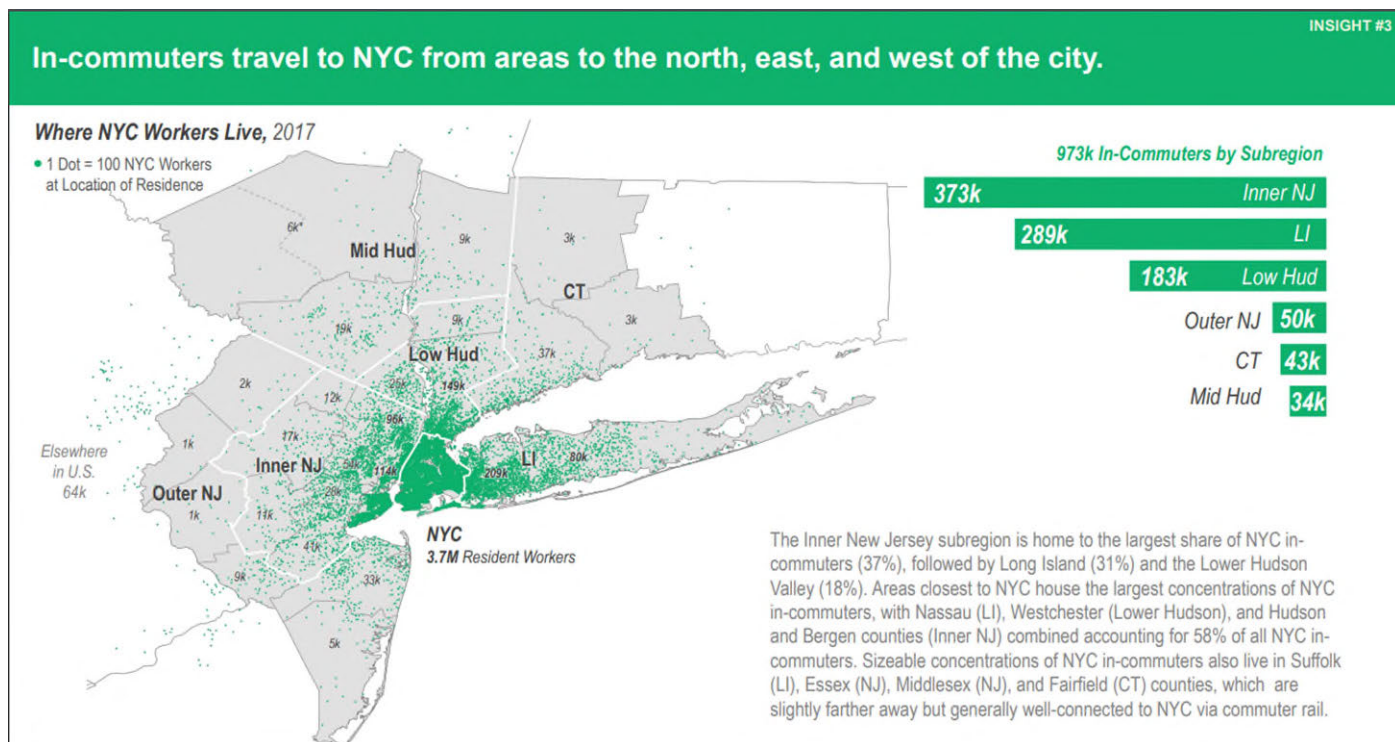 INSIGHT #3
In-commuters travel to NYC from areas to the north, east, and west of the city.
Where NYC Workers Live, 2017
1 Dot = 100 NYC Workers
at Location of Residence
973k In-Commuters by Subregion
373k Inner NJ
289k LI
183k Low Hud
Outer NJ 50k
CT 43k
Mid Hud 34k
6k*
Mid Hud
9k
3k
CT
3k
19k
9k
Low Hud
37k
2k
12k
25k
149k
96k
1k
17k
Elsewhere
in U.S.
64k
Inner NJ
54k
114k
LI
209k
80k
Outer NJ
28k
1k
11k
NYC
3.7M Resident Workers
41k
9k
33k
5k
The Inner New Jersey subregion is home to the largest share of NYC in-
commuters (37%), followed by Long Island (31%) and the Lower Hudson
Valley (18%). Areas closest to NYC house the largest concentrations of NYC
in-commuters, with Nassau (LI), Westchester (Lower Hudson), and Hudson
and Bergen counties (Inner NJ) combined accounting for 58% of all NYC in-
commuters. Sizeable concentrations of NYC in-commuters also live in Suffolk
(LI), Essex (NJ), Middlesex (NJ), and Fairfield (CT) counties, which are
slightly farther away but generally well-connected to NYC via commuter rail.